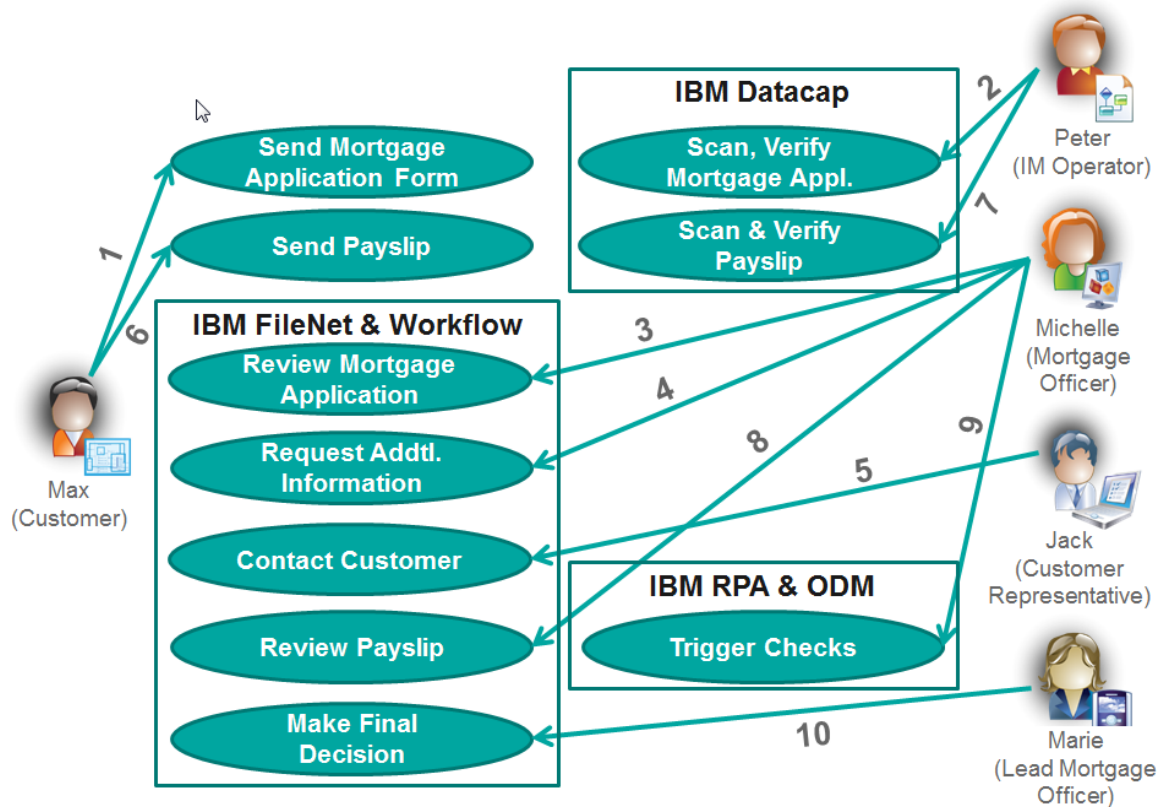 IBM Datacap
2
Peter
(IM Operator)
Send Mortgage
Application Form
Scan, Verify
Mortgage Appl.
7
1
Send Payslip
Scan & Verify
Payslip
6
IBM FileNet & Workflow
3
Michelle
(Mortgage
Officer)
Review Mortgage
Application
4
8
9
Max
(Customer)
Request Addtl.
Information
5
Contact Customer
Jack
(Customer
Representative)
IBM RPA & ODM
Review Payslip
Trigger Checks
Make Final
Decision
10
Marie
(Lead Mortgage
Officer)